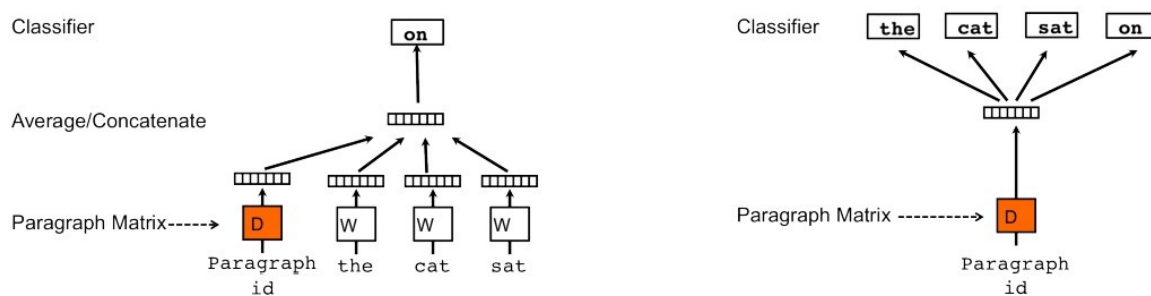 Classifier
on
Average/Concatenate
Paragraph Matrix
D
W
W
W
Paragraph
id
the
cat
sat
Classifier
the
cat
sat
on
Paragraph Matrix
D
Paragraph
id